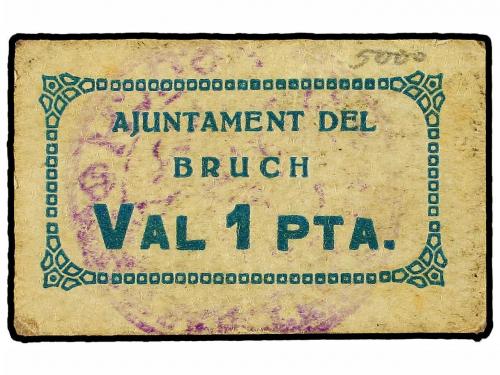 5000
AJUNTAMENT DEL
BRUCH
VAL 1 PTA.